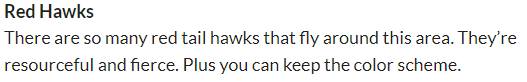 Red Hawks
There are so many red tail hawks that fly around this area. They’re
resourceful and fierce. Plus you can keep the color scheme.